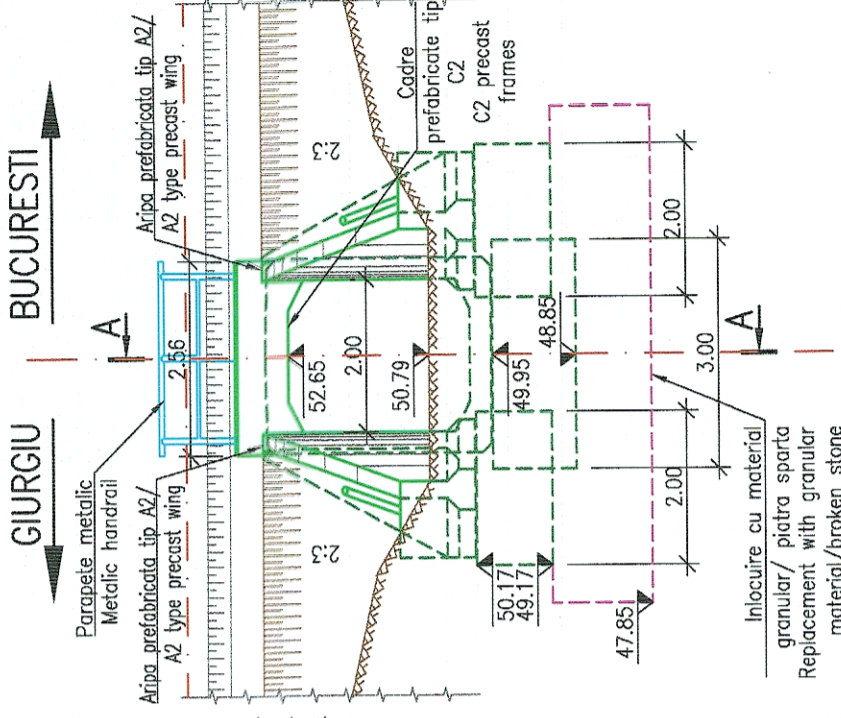 GIURGIU
BUCURESTI
Parapete metalic
Metalic handrail
A
Aripa prefabricata tip A2/
A2 type precast wing
Aripa prefabricata tip A2/
A2 type precast wing
2.56
2:3
2:3
Cadre
prefabricate tip
C2
C2 precast
frames
52.65
2.00
50.79
49.95
48.85
50.17
49.17
47.85
2.00
3.00
2.00
A
Inlocuire cu material
granular/ piatra sparta
Replacement with granular
material/broken stone